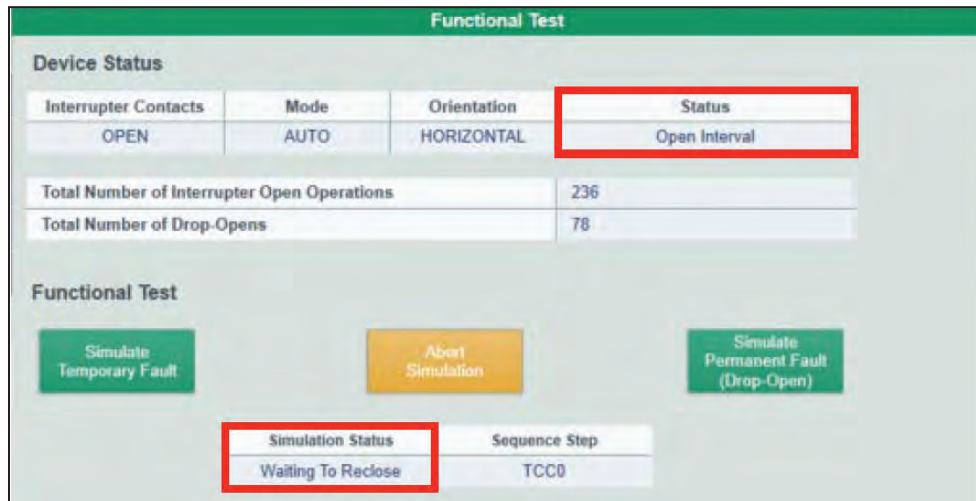 Functional Test
Device Status
Interrupter Contacts Mode Orientation Status
OPEN AUTO HORIZONTAL Open Interval
Total Number of Interrupter Open Operations 236
Total Number of Drop-Opens 78
Functional Test
Simulate
Temporary Fault
Abort
Simulation
Simulate
Permanent Fault
(Drop-Open)
Simulation Status Sequence Step
Waiting To Reclose TCC0